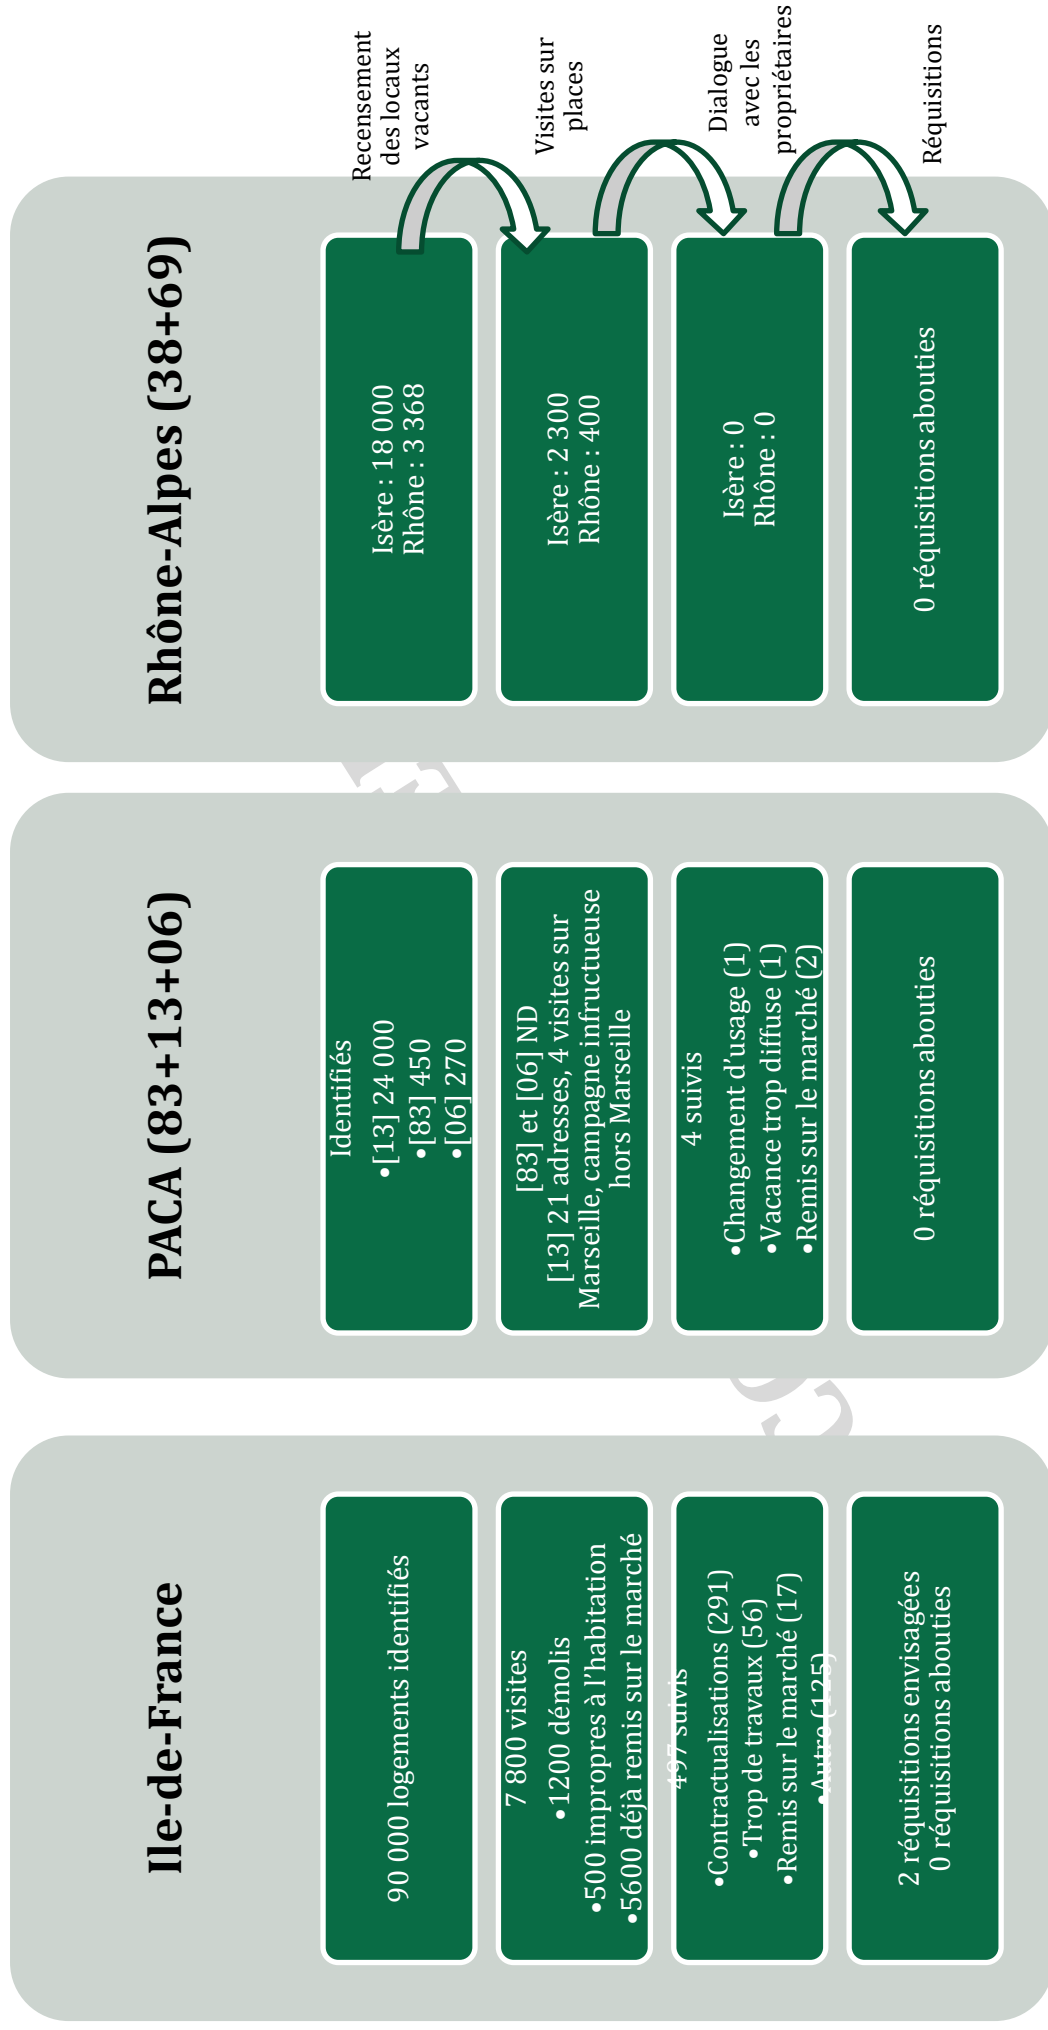 Ile-de-France
90 000 logements identifiés
7 800 visites
•1200 démolis
•500 impropres à l'habitation
•5600 déjà remis sur le marché
497 suivis
•Contractualisations (291)
•Trop de travaux (56)
•Remis sur le marché (17)
•Autre (125)
2 réquisitions envisagées
0 réquisitions abouties
PACA (83+13+06)
Identifiés
•[13] 24 000
•[83] 450
•[06] 270
[83] et [06] ND
[13] 21 adresses, 4 visites sur
Marseille, campagne infructueuse
hors Marseille
4 suivis
•Changement d'usage (1)
•Vacance trop diffuse (1)
•Remis sur le marché (2)
0 réquisitions abouties
Rhône-Alpes (38+69)
Isère : 18 000
Rhône : 3 368
Isère : 2 300
Rhône : 400
Isère : 0
Rhône : 0
0 réquisitions abouties
Recensement
des locaux
vacants
Visites sur
places
Dialogue
avec les
propriétaires
Réquisitions